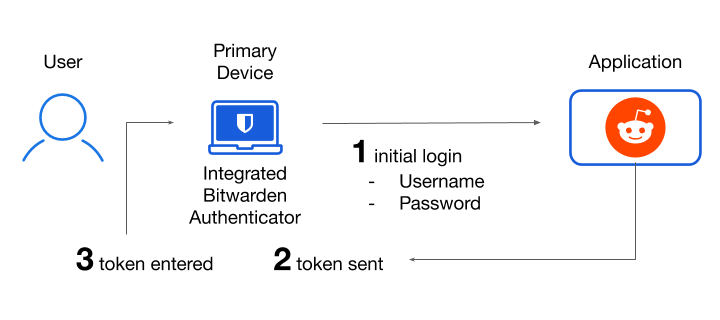 User
Primary
Device
Application
Integrated
Bitwarden
Authenticator
1 initial login
- Username
- Password
3 token entered
2 token sent